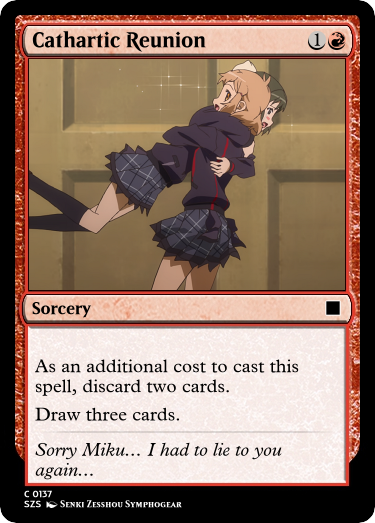 Cathartic Reunion 1
Sorcery
As an additional cost to cast this
spell, discard two cards.
Draw three cards.
Sorry Miku... I had to lie to you
again...
C 0137
SZS Senki Zesshou Symphogear